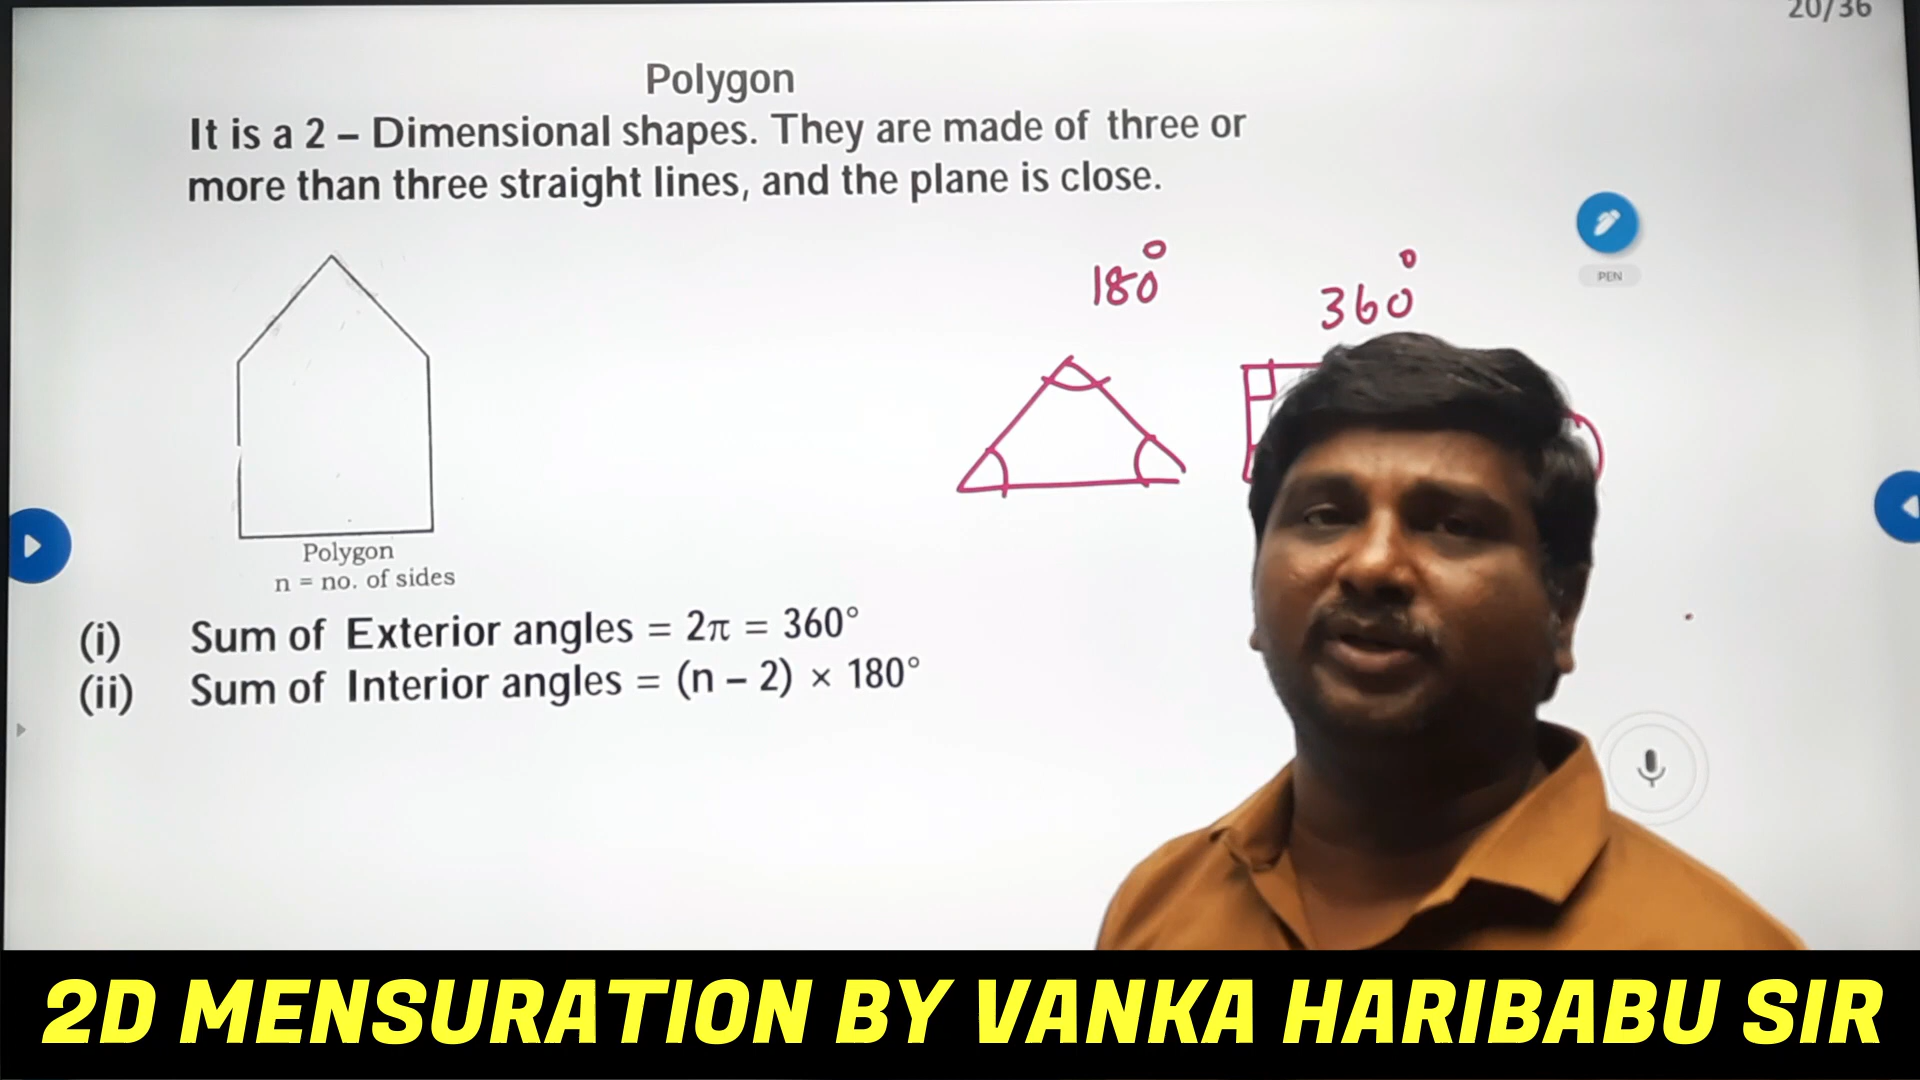 20/36
Polygon
It is a 2 – Dimensional shapes. They are made of three or
more than three straight lines, and the plane is close.
180°
360°
PEN
Polygon
n = no. of sides
(i) Sum of Exterior angles = 2π = 360°
(ii) Sum of Interior angles = (n – 2) × 180°
2D MENSURATION BY VANKA HARIBABU SIR